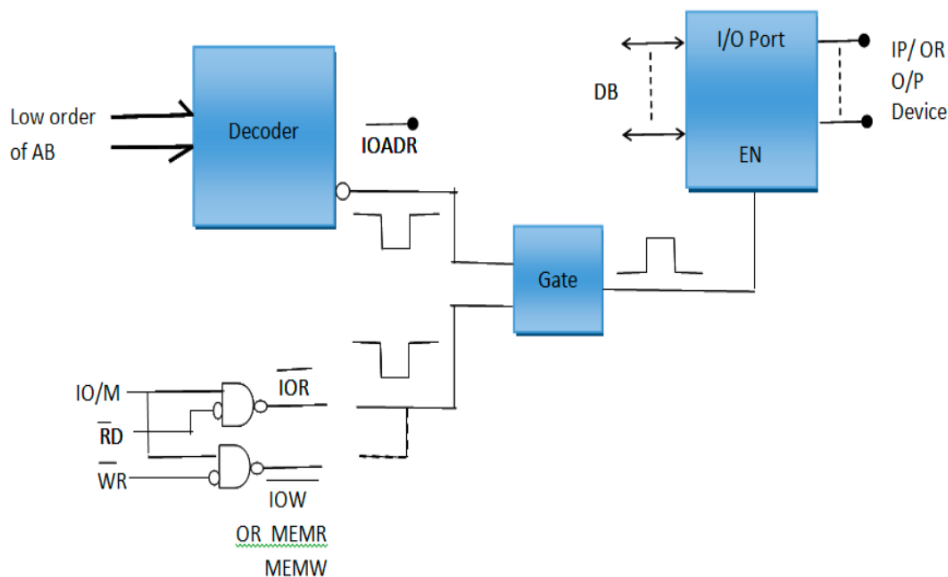 Low order
of AB
Decoder
IOADR
DB
I/O Port
EN
IP/ OR
O/P
Device
Gate
IO/M
RD
WR
IOR
IOW
OR MEMR
MEMW